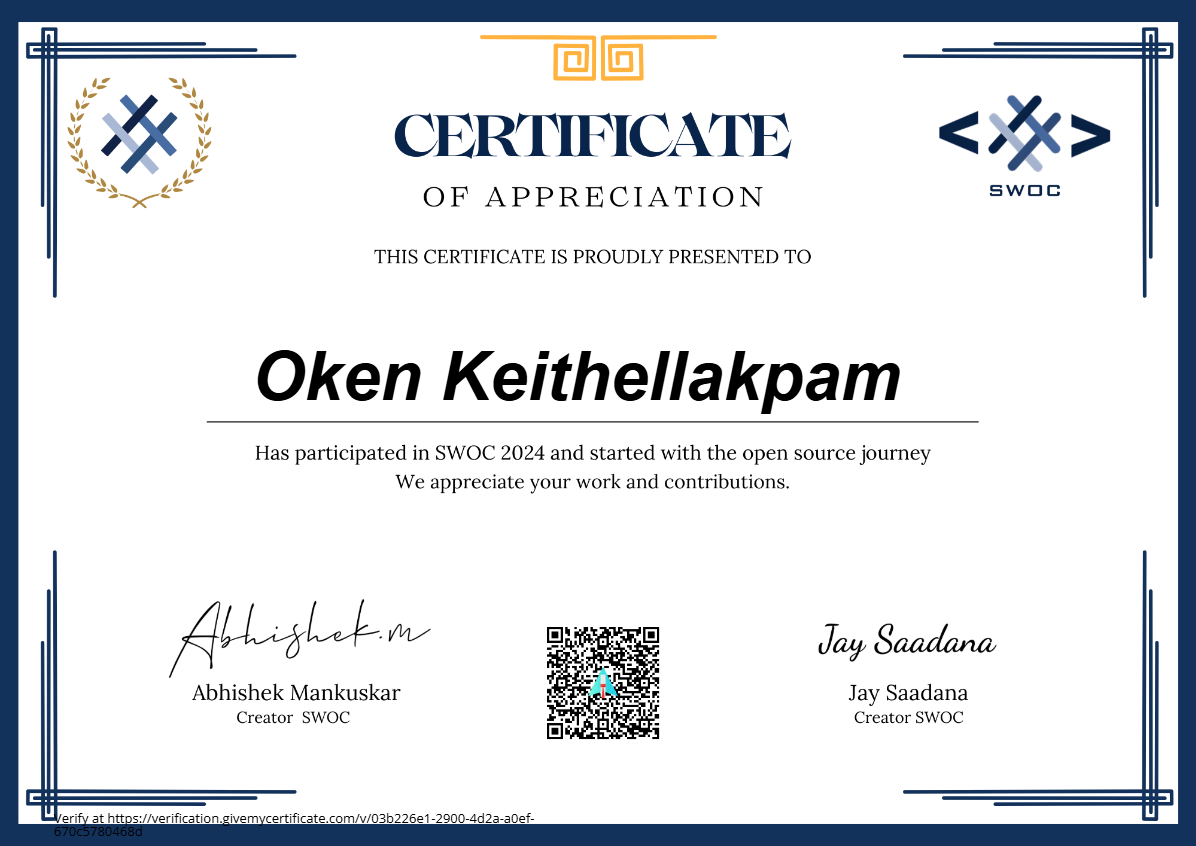 CERTIFICATE
SWOC
OF APPRECIATION
THIS CERTIFICATE IS PROUDLY PRESENTED TO
Oken Keithellakpam
Has participated in SWOC 2024 and started with the open source journey
We appreciate your work and contributions.
Abhishek.m
Jay Saadana
Abhishek Mankuskar
Jay Saadana
Creator SWOC
Creator SWOC
Verify at https://verification.givemycertificate.com/v/03b226e1-2900-4d2a-a0ef-
670c5780468d